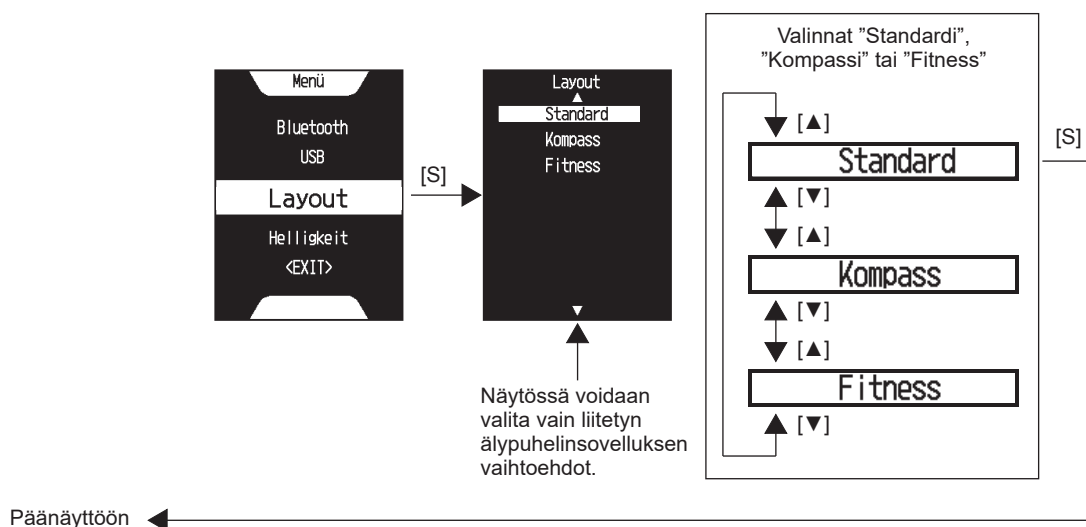 Menü
Bluetooth
USB
Layout
Helligkeit
<EXIT>
[S]
Layout
▲
Standard
Kompass
Fitness
▼
Näytössä voidaan
valita vain liitetyn
älypuhelinsovelluksen
vaihtoehdot.
Valinnat ”Standardi”,
”Kompassi” tai ”Fitness”
[▲]
Standard
[▼]
[▲]
Kompass
[▼]
[▲]
Fitness
[▼]
[S]
Päänäyttöön